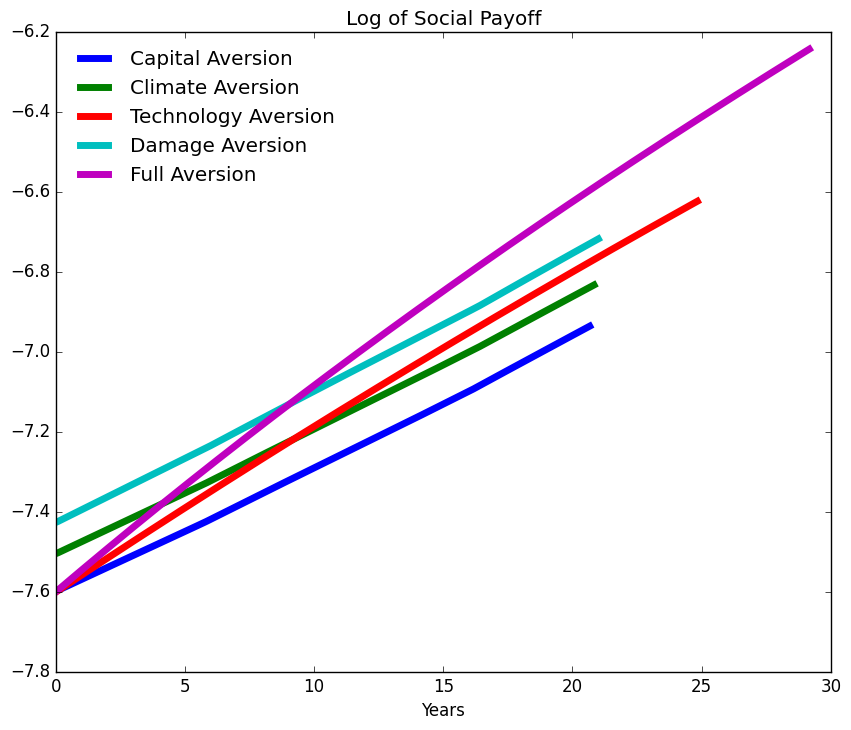 Log of Social Payoff
−6.2
−6.4
−6.6
−6.8
−7.0
−7.2
−7.4
−7.6
−7.8
Capital Aversion
Climate Aversion
Technology Aversion
Damage Aversion
Full Aversion
0 5 10 15 20 25 30
Years